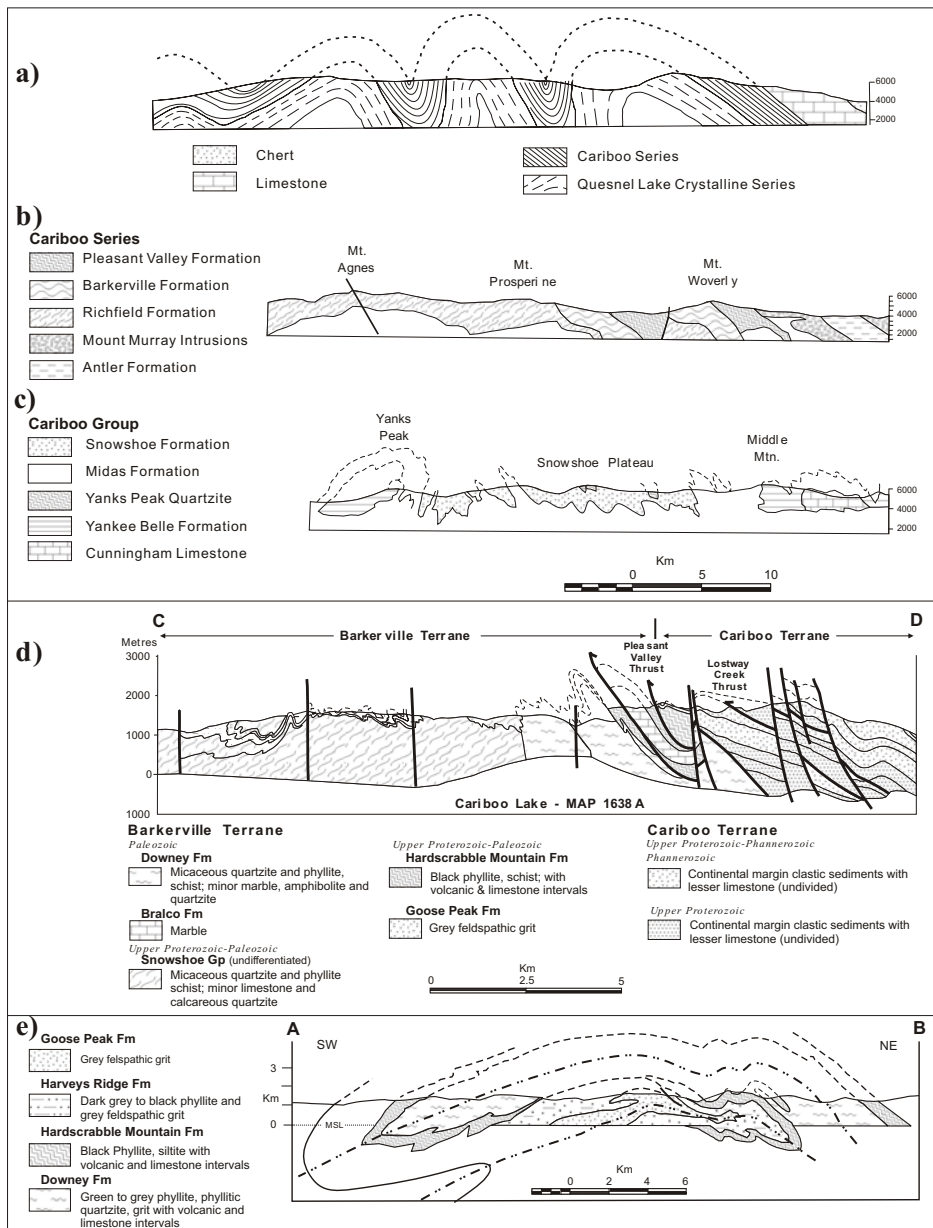 a)
6000
4000
2000
Chert
Limestone
Cariboo Series
Quesnel Lake Crystalline Series
b)
Cariboo Series
Pleasant Valley Formation
Barkerville Formation
Richfield Formation
Mount Murray Intrusions
Antler Formation
Mt.
Agnes
Mt.
Prosperi ne
Mt.
Woverl y
6000
4000
2000
c)
Cariboo Group
Snowshoe Formation
Midas Formation
Yanks Peak Quartzite
Yankee Belle Formation
Cunningham Limestone
Yanks
Peak
Snowshoe Plateau
Middle
Mtn.
6000
4000
2000
Km
0 5 10
d)
C D
Metres
Barkerville Terrane
Cariboo Terrane
Pleasant
Valley
Thrust
Lostway
Creek
Thrust
3000
2000
1000
0
1000
Cariboo Lake - MAP 1638 A
Barkerville Terrane
Paleozoic
Downey Fm
Micaceous quartzite and phyllite,
schist; minor marble, amphibolite and
quartzite
Bralco Fm
Marble
Upper Proterozoic-Paleozoic
Snowshoe Gp (undifferentiated)
Micaceous quartzite and phyllite
schist; minor limestone and
calcareous quartzite
Upper Proterozoic-Paleozoic
Hardscrabble Mountain Fm
Black phyllite, schist; with
volcanic & limestone intervals
Goose Peak Fm
Grey feldspathic grit
Km
0 2.5 5
Cariboo Terrane
Upper Proterozoic-Phannerozoic
Phannerozoic
Continental margin clastic sediments with
lesser limestone (undivided)
Upper Proterozoic
Continental margin clastic sediments with
lesser limestone (undivided)
e)
Goose Peak Fm
Grey felspathic grit
Harveys Ridge Fm
Dark grey to black phyllite and
grey feldspathic grit
Hardscrabble Mountain Fm
Black Phyllite, siltite with
volcanic and limestone intervals
Downey Fm
Green to grey phyllite, phyllitic
quartzite, grit with volcanic and
limestone intervals
A B
SW NE
3
Km
0
MSL
Km
0 2 4 6